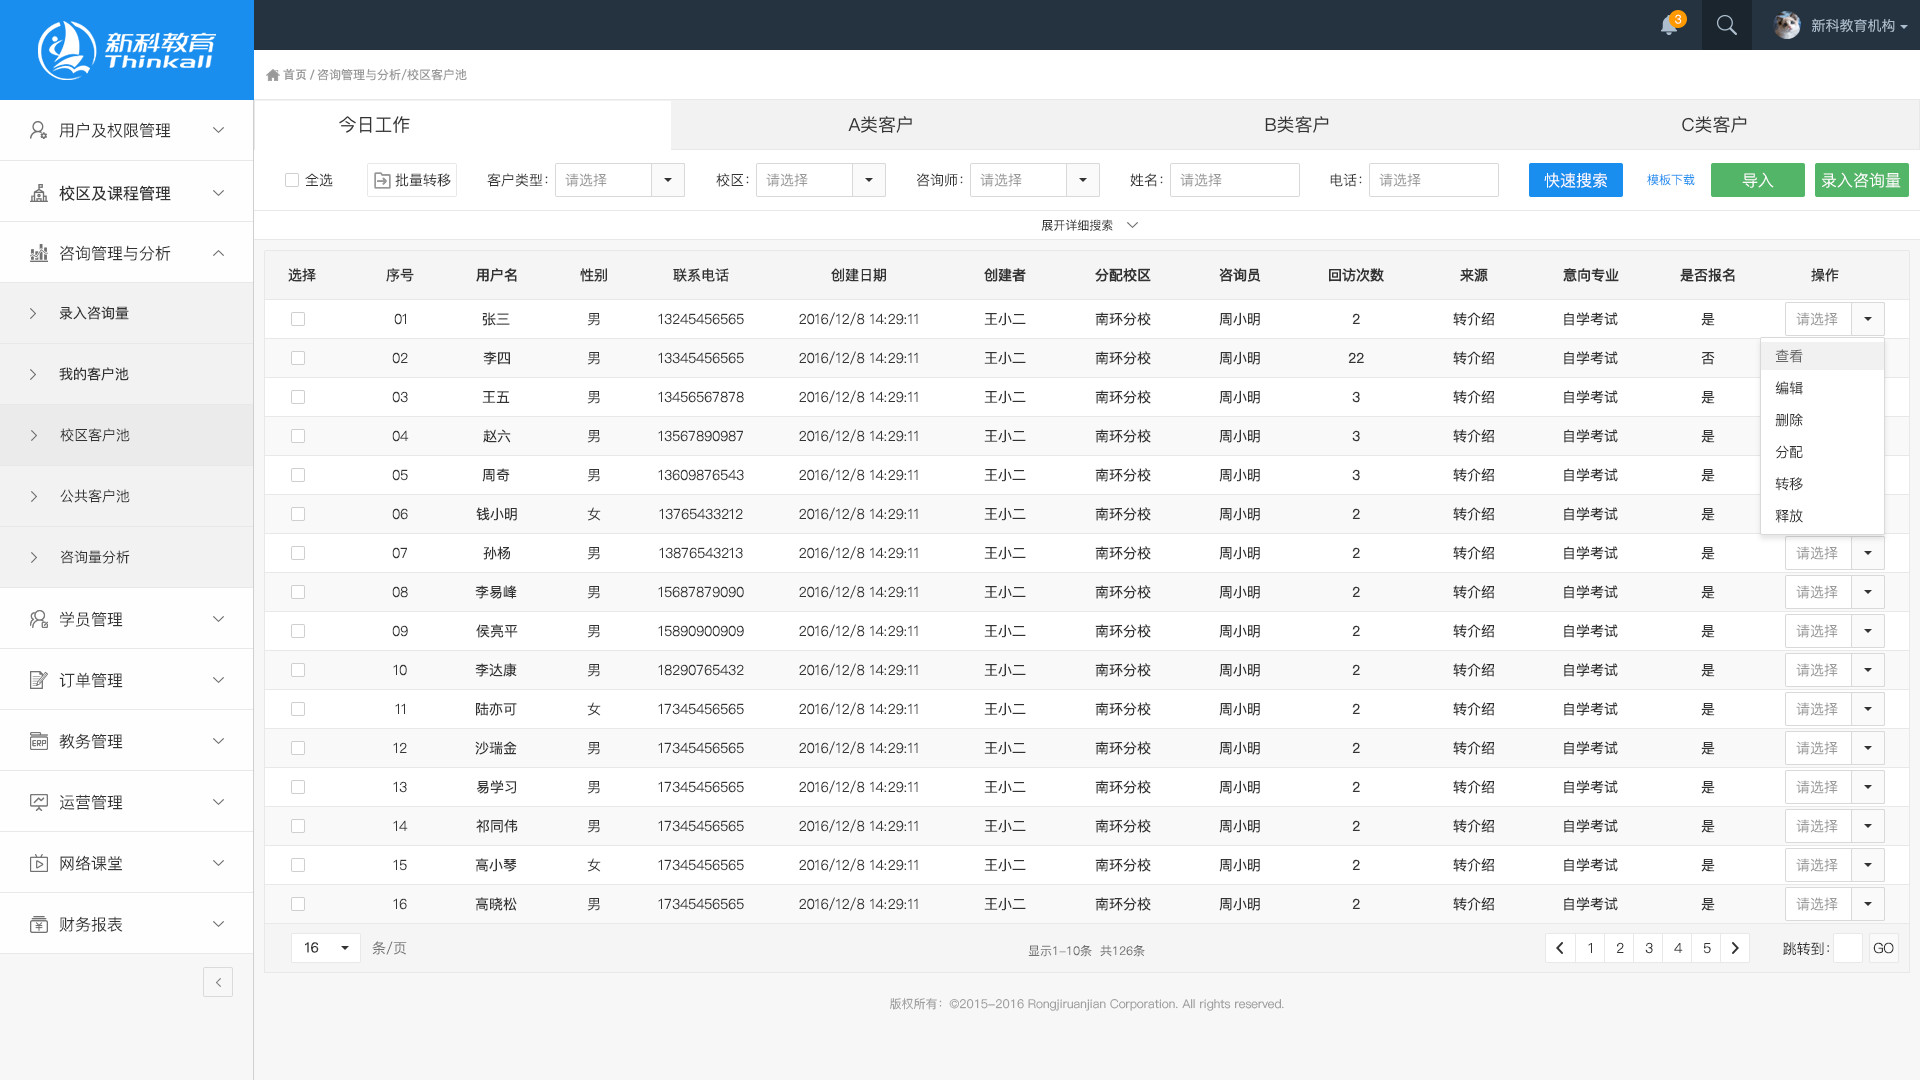 新科教育
Thinkall
3
新科教育机构
首页 / 咨询管理与分析/校区客户池
用户及权限管理
校区及课程管理
咨询管理与分析
录入咨询量
我的客户池
校区客户池
公共客户池
咨询量分析
学员管理
订单管理
ERP 教务管理
运营管理
网络课堂
财务报表
今日工作 A类客户 B类客户 C类客户
全选 批量转移 客户类型: 请选择 校区: 请选择 咨询师: 请选择 姓名: 请选择 电话: 请选择 快速搜索 模板下载 导入 录入咨询量
展开详细搜索
选择 序号 用户名 性别 联系电话 创建日期 创建者 分配校区 咨询员 回访次数 来源 意向专业 是否报名 操作
01 张三 男 13245456565 2016/12/8 14:29:11 王小二 南环分校 周小明 2 转介绍 自学考试 是 请选择
02 李四 男 13345456565 2016/12/8 14:29:11 王小二 南环分校 周小明 22 转介绍 自学考试 否
03 王五 男 13456567878 2016/12/8 14:29:11 王小二 南环分校 周小明 3 转介绍 自学考试 是
04 赵六 男 13567890987 2016/12/8 14:29:11 王小二 南环分校 周小明 3 转介绍 自学考试 是
05 周奇 男 13609876543 2016/12/8 14:29:11 王小二 南环分校 周小明 3 转介绍 自学考试 是
06 钱小明 女 13765433212 2016/12/8 14:29:11 王小二 南环分校 周小明 2 转介绍 自学考试 是
查看
编辑
删除
分配
转移
释放
07 孙杨 男 13876543213 2016/12/8 14:29:11 王小二 南环分校 周小明 2 转介绍 自学考试 是 请选择
08 李易峰 男 15687879090 2016/12/8 14:29:11 王小二 南环分校 周小明 2 转介绍 自学考试 是 请选择
09 侯亮平 男 15890900909 2016/12/8 14:29:11 王小二 南环分校 周小明 2 转介绍 自学考试 是 请选择
10 李达康 男 18290765432 2016/12/8 14:29:11 王小二 南环分校 周小明 2 转介绍 自学考试 是 请选择
11 陆亦可 女 17345456565 2016/12/8 14:29:11 王小二 南环分校 周小明 2 转介绍 自学考试 是 请选择
12 沙瑞金 男 17345456565 2016/12/8 14:29:11 王小二 南环分校 周小明 2 转介绍 自学考试 是 请选择
13 易学习 男 17345456565 2016/12/8 14:29:11 王小二 南环分校 周小明 2 转介绍 自学考试 是 请选择
14 祁同伟 男 17345456565 2016/12/8 14:29:11 王小二 南环分校 周小明 2 转介绍 自学考试 是 请选择
15 高小琴 女 17345456565 2016/12/8 14:29:11 王小二 南环分校 周小明 2 转介绍 自学考试 是 请选择
16 高晓松 男 17345456565 2016/12/8 14:29:11 王小二 南环分校 周小明 2 转介绍 自学考试 是 请选择
16 条/页 显示1-10条 共126条 1 2 3 4 5 跳转到: GO
版权所有: ©2015-2016 Rongjiruanjian Corporation. All rights reserved.